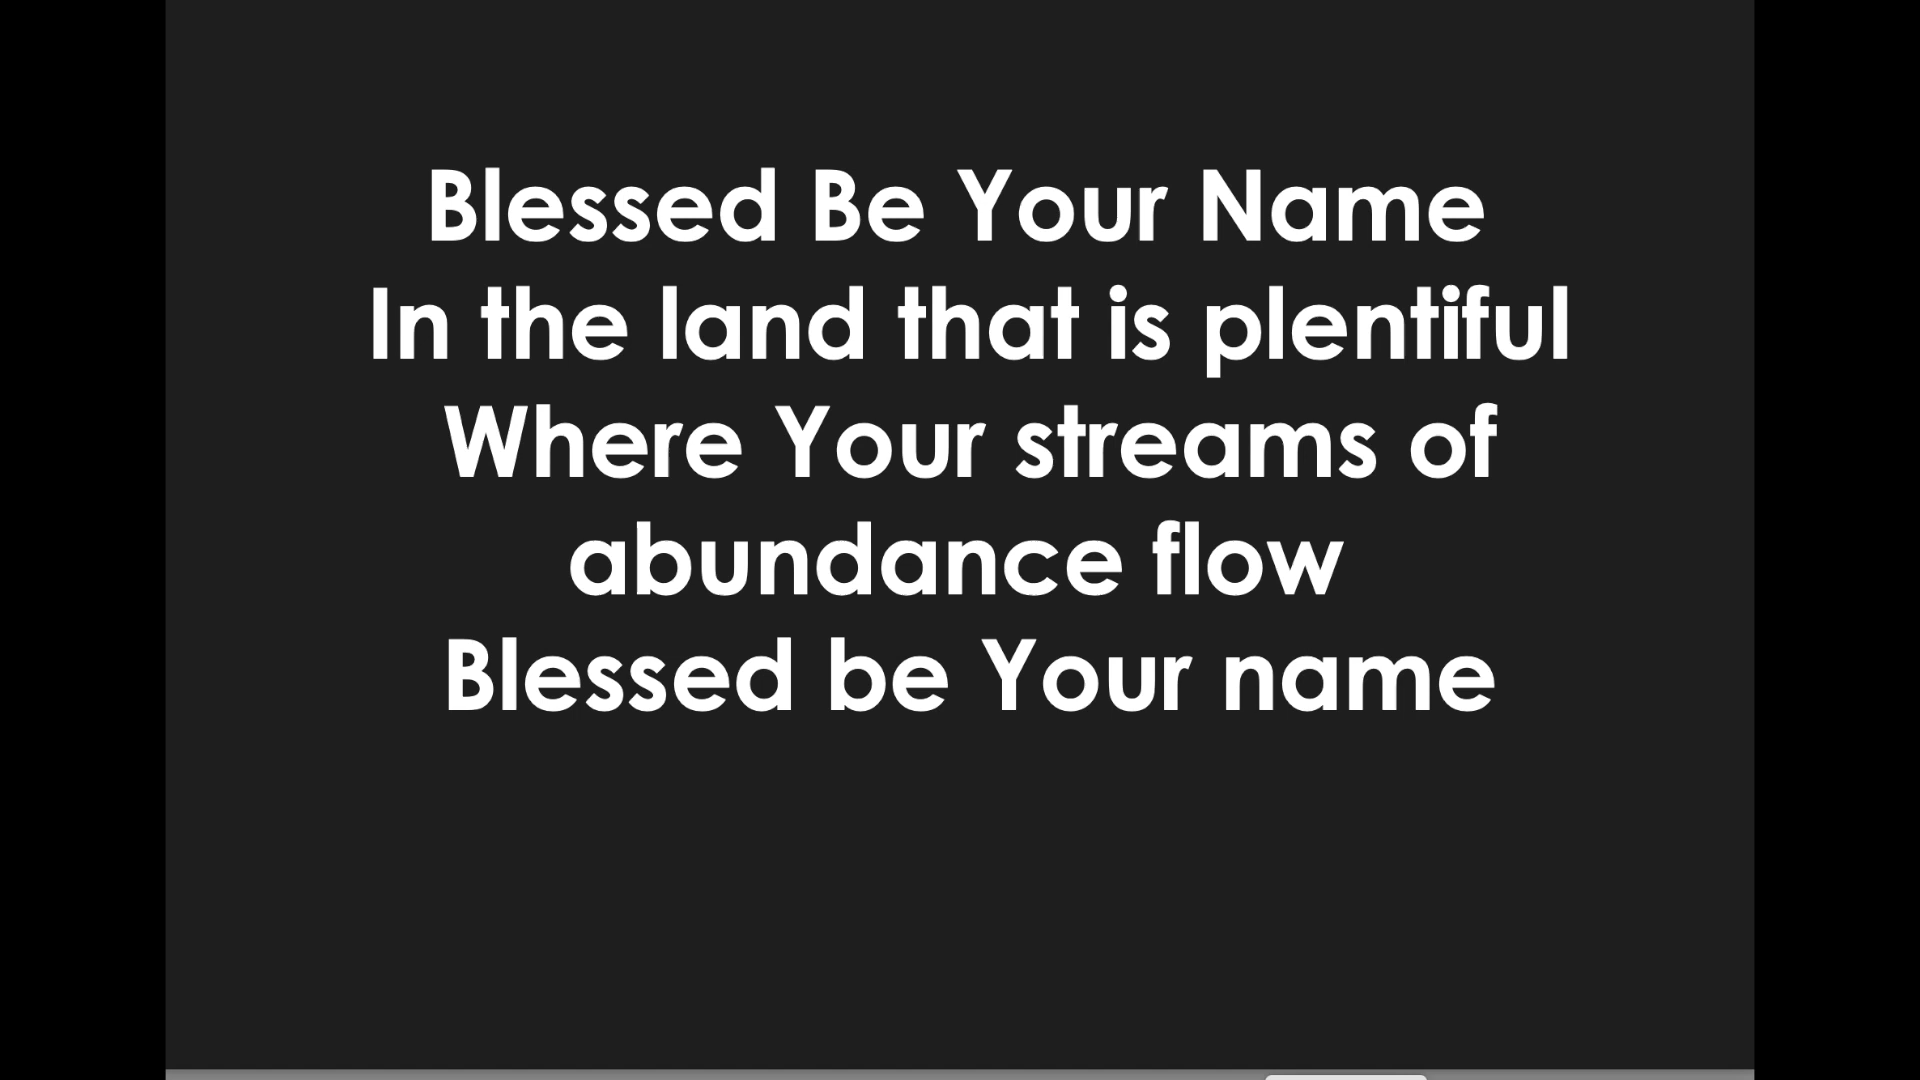 Blessed Be Your Name
In the land that is plentiful
Where Your streams of
abundance flow
Blessed be Your name